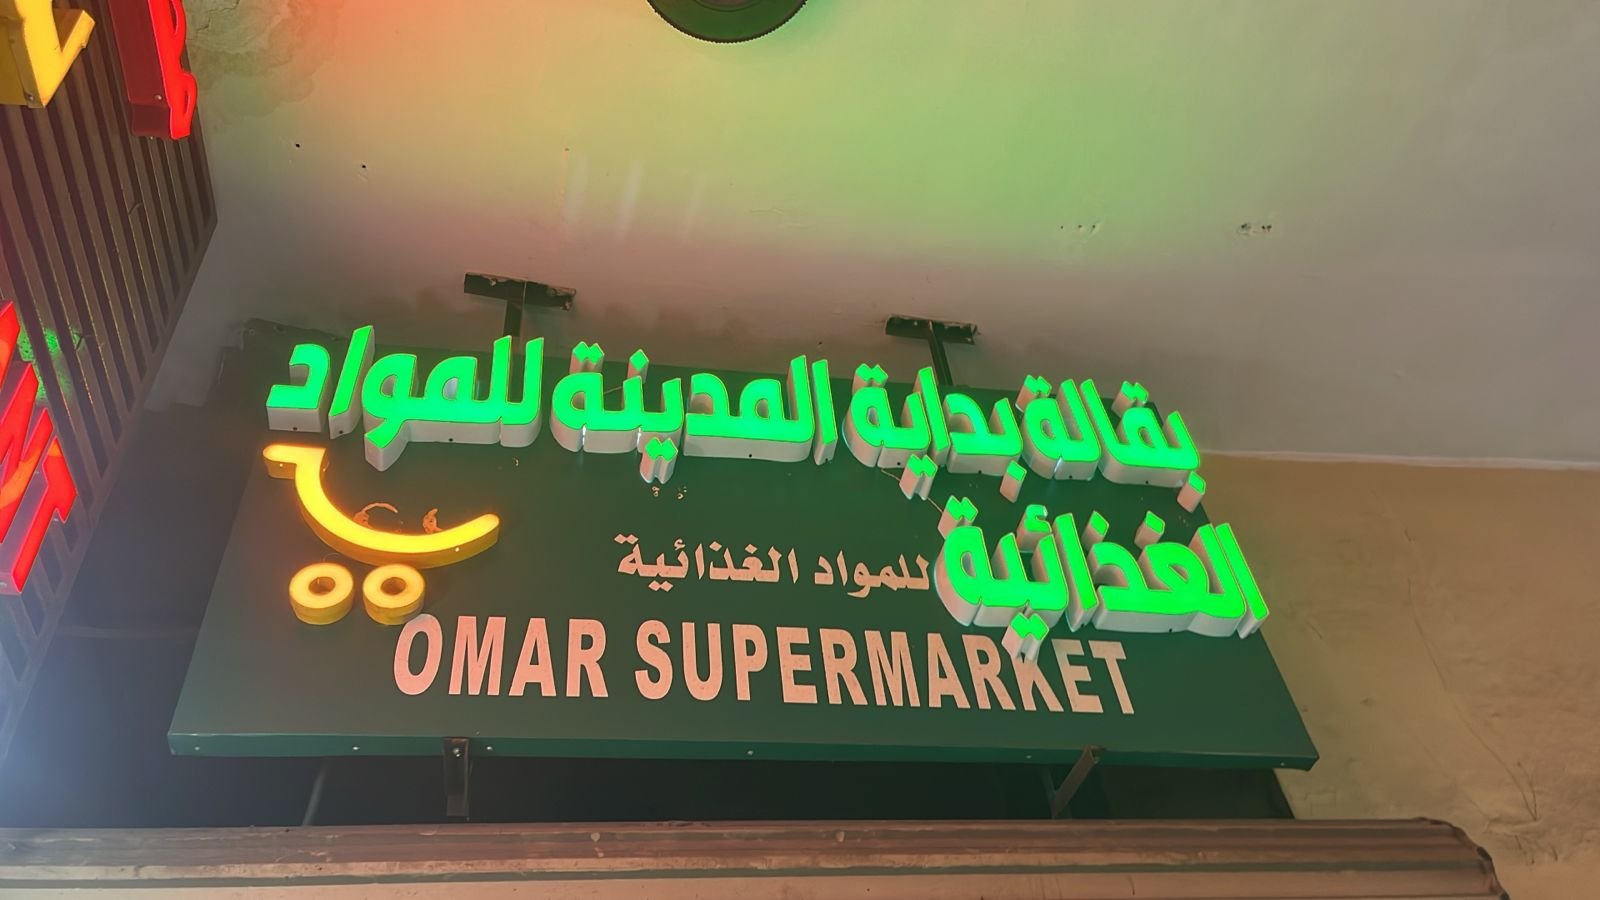 بقالة بداية المدينة للمواد
الغذائية
للمواد الغذائية
OMAR SUPERMARKET